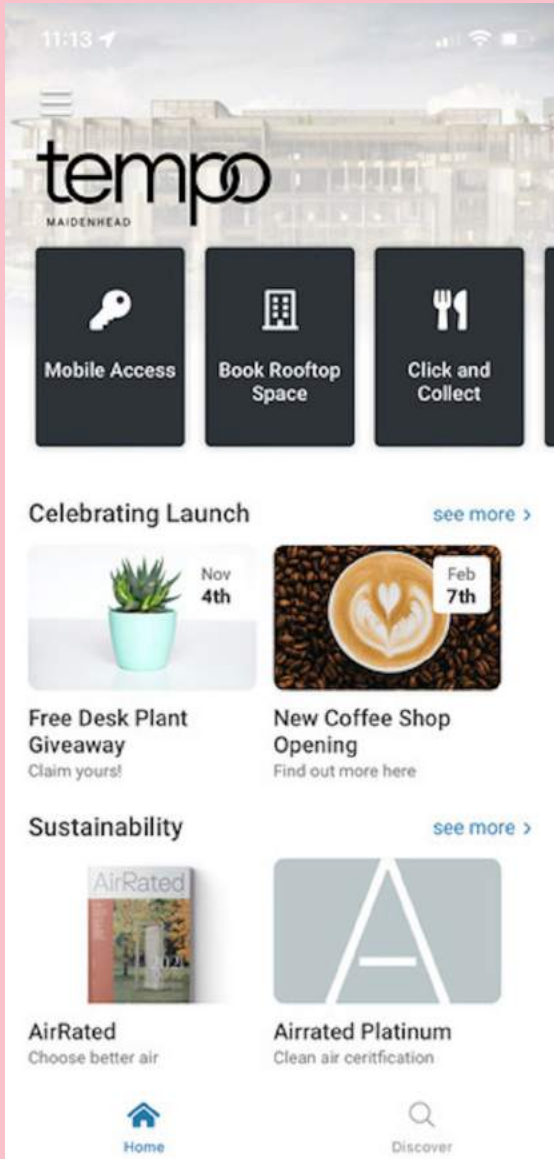 11:13
tempo
MAIDENHEAD
Mobile Access
Book Rooftop
Space
Click and
Collect
Celebrating Launch
see more >
Nov
4th
Feb
7th
Free Desk Plant
Giveaway
Claim yours!
New Coffee Shop
Opening
Find out more here
Sustainability
see more >
AirRated
A
AirRated
Choose better air
Airrated Platinum
Clean air ceritfication
Home
Discover